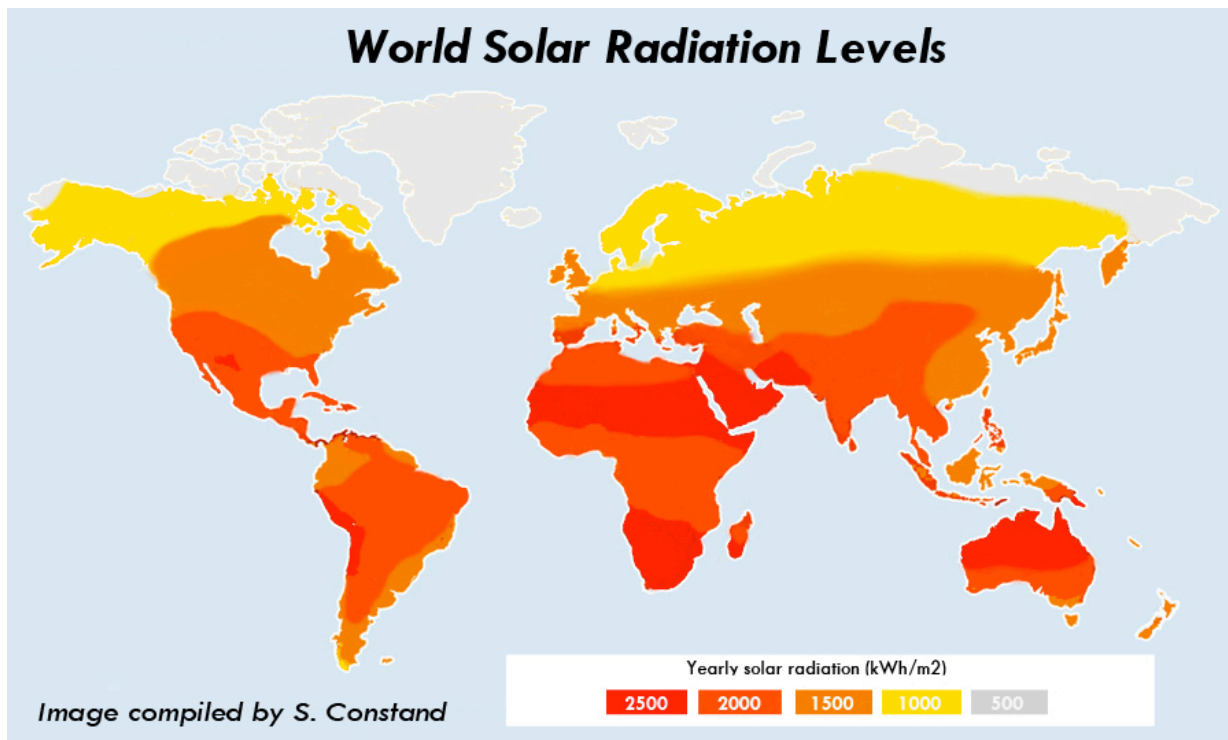 World Solar Radiation Levels
Yearly solar radiation (kWh/m2)
2500 2000 1500 1000 500
Image compiled by S. Constand